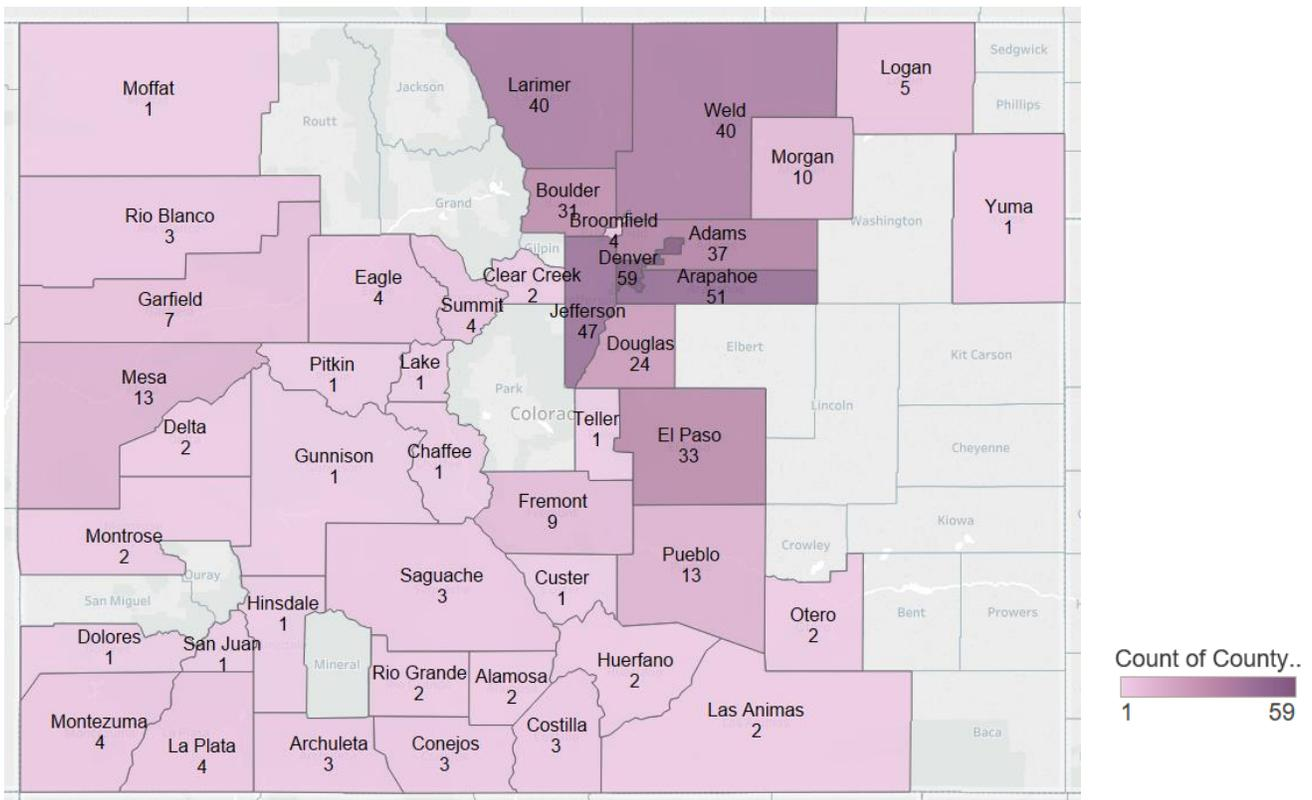 Sedgwick
Logan
5
Moffat
1
Larimer
40
Jackson
Phillips
Weld
40
Routt
Morgan
10
Boulder
31
Grand
Yuma
1
Rio Blanco
3
Broomfield
4
Washington
Adams
37
Gilpin
Denver
59
Clear Creek
2
Arapahoe
51
Eagle
4
Garfield
7
Summit
4
Jefferson
47
Douglas
24
Elbert
Kit Carson
Pitkin
1
Lake
1
Mesa
13
Park
Colorad
Lincoln
Delta
2
Teller
1
El Paso
33
Gunnison
1
Chaffee
1
Cheyenne
Fremont
9
Kiowa
Montrose
2
Crowley
Pueblo
13
Ouray
Saguache
3
Custer
1
San Miguel
Hinsdale
1
Otero
2
Bent
Prowers
Dolores
1
San Juan
1
Mineral
Huerfano
2
Rio Grande
2
Alamosa
2
Count of County..
1
59
Las Animas
2
Montezuma
4
Costilla
3
Baca
La Plata
4
Archuleta
3
Conejos
3